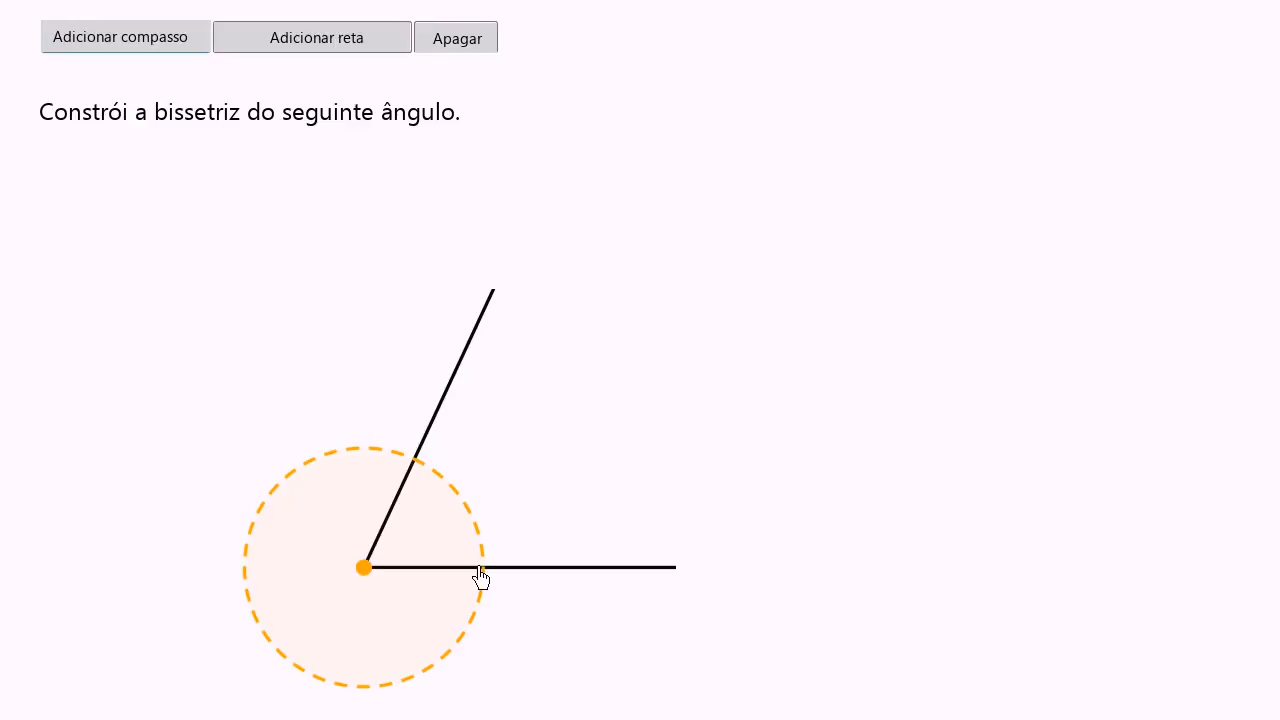 Adicionar compasso
Adicionar reta
Apagar
Constrói a bissetriz do seguinte ângulo.